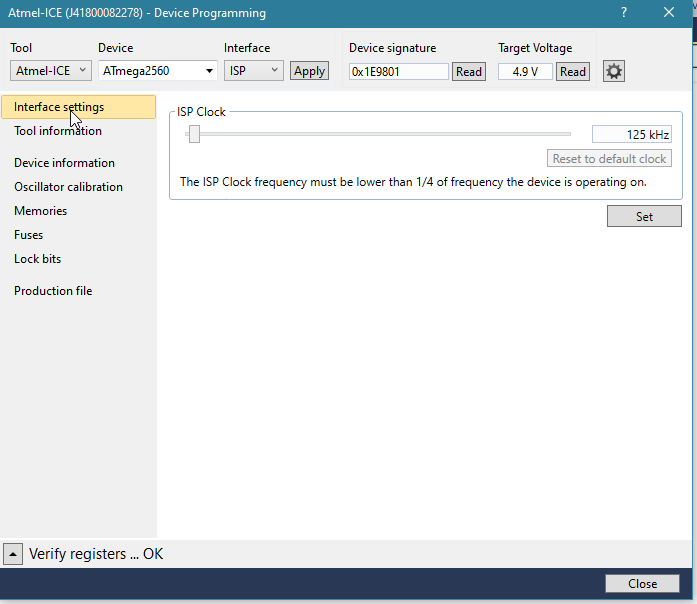 Atmel-ICE (J41800082278) - Device Programming
Tool Device Interface Device signature Target Voltage
Atmel-ICE ATmega2560 ISP Apply 0x1E9801 Read 4.9 V Read
Interface settings
Tool information
Device information
Oscillator calibration
Memories
Fuses
Lock bits
Production file
ISP Clock
125 kHz
Reset to default clock
The ISP Clock frequency must be lower than 1/4 of frequency the device is operating on.
Set
Verify registers ... OK
Close